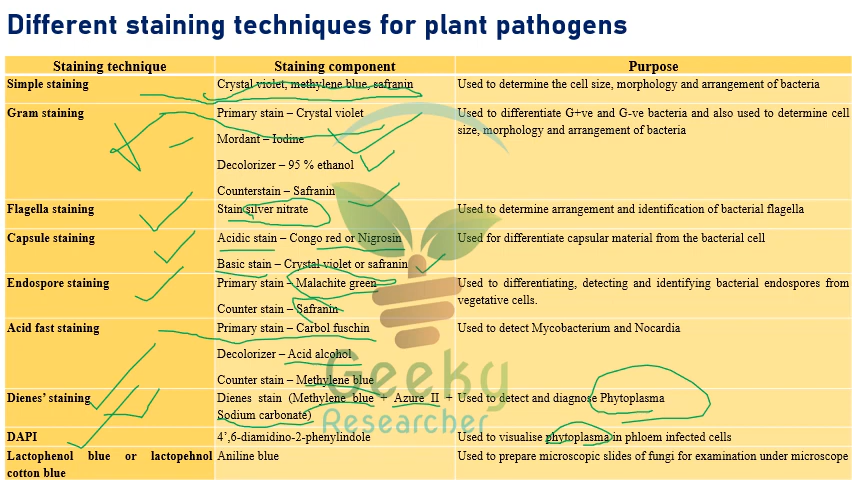 Different staining techniques for plant pathogens
Staining technique Staining component Purpose
Simple staining Crystal violet, methylene blue, safranin Used to determine the cell size, morphology and arrangement of bacteria
Gram staining Primary stain – Crystal violet Used to differentiate G+ve and G-ve bacteria and also used to determine cell
Mordant – Iodine size, morphology and arrangement of bacteria
Decolorizer – 95 % ethanol
Counterstain – Safranin
Flagella staining Stain silver nitrate Used to determine arrangement and identification of bacterial flagella
Capsule staining Acidic stain – Congo red or Nigrosin Used for differentiate capsular material from the bacterial cell
Basic stain – Crystal violet or safranin
Endospore staining Primary stain – Malachite green Used to differentiating, detecting and identifying bacterial endospores from
Counter stain – Safranin vegetative cells.
Acid fast staining Primary stain – Carbol fuschin Used to detect Mycobacterium and Nocardia
Decolorizer – Acid alcohol
Counter stain – Methylene blue
Geeky
Dienes’ staining Dienes stain (Methylene blue + Azure II + Used to detect and diagnose Phytoplasma
Sodium carbonate)
Researcher
DAPI 4’,6-diamidino-2-phenylindole Used to visualise phytoplasma in phloem infected cells
Lactophenol blue or lactopehnol Aniline blue Used to prepare microscopic slides of fungi for examination under microscope
cotton blue